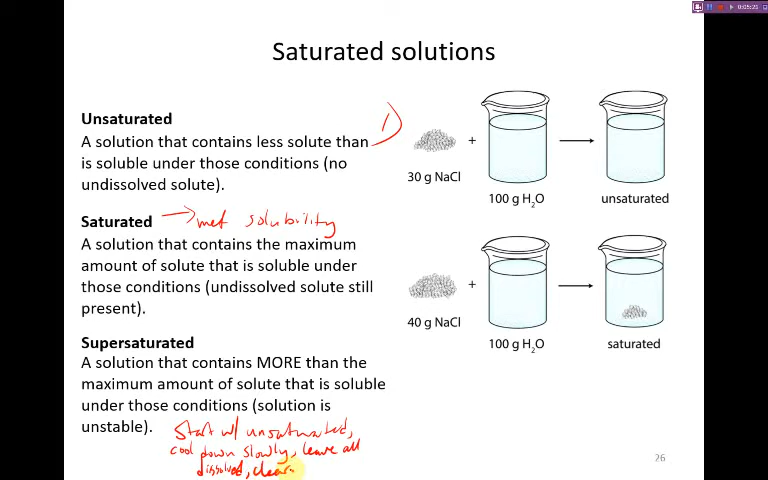 00:05:26
Saturated solutions
Unsaturated
A solution that contains less solute than
is soluble under those conditions (no
undissolved solute).
1)
30 g NaCl
+
100 g H₂O
unsaturated
Saturated → met solubility
A solution that contains the maximum
amount of solute that is soluble under
those conditions (undissolved solute still
present).
40 g NaCl
+
100 g H₂O
saturated
Supersaturated
A solution that contains MORE than the
maximum amount of solute that is soluble
under those conditions (solution is
unstable).
Start w/ unsaturated,
cool down slowly, leave all
dissolved, clear
26